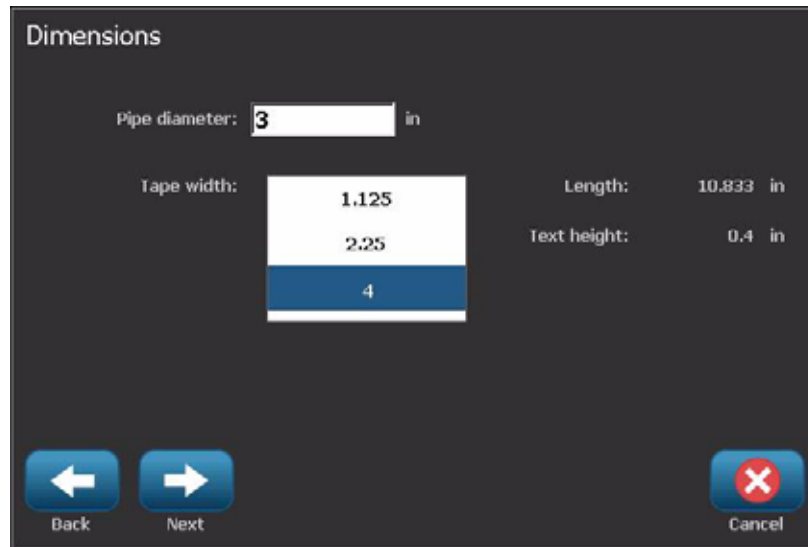 Dimensions
Pipe diameter: 3 in
Tape width:
1.125
2.25
4
Length: 10.833 in
Text height: 0.4 in
Back
Next
Cancel